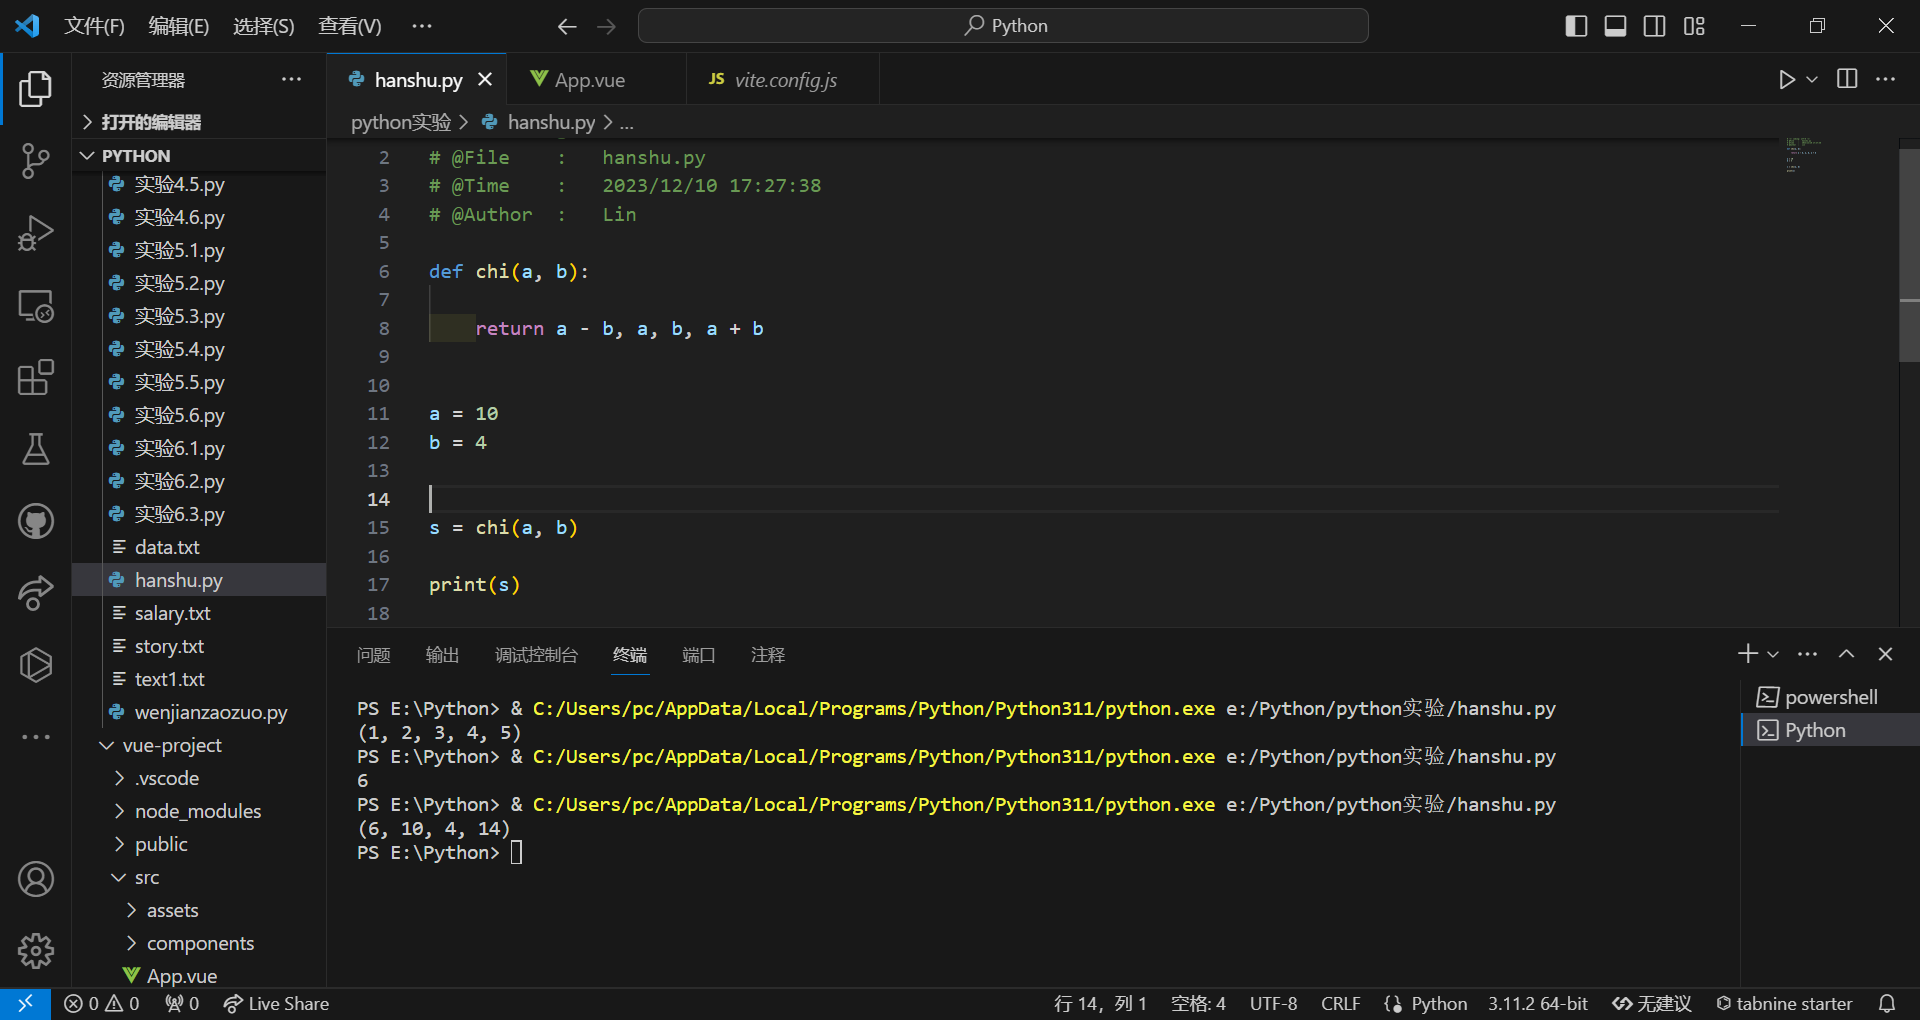 文件(F) 编辑(E) 选择(S) 查看(V) ··· Python
资源管理器 ···
打开的编辑器
PYTHON
实验4.5.py
实验4.6.py
实验5.1.py
实验5.2.py
实验5.3.py
实验5.4.py
实验5.5.py
实验5.6.py
实验6.1.py
实验6.2.py
实验6.3.py
data.txt
hanshu.py
salary.txt
story.txt
text1.txt
wenjianzaozuo.py
vue-project
.vscode
node_modules
public
src
assets
components
App.vue
hanshu.py App.vue JS vite.config.js
python实验 > hanshu.py > ...
2 # @File : hanshu.py
3 # @Time : 2023/12/10 17:27:38
4 # @Author : Lin
5
6 def chi(a, b):
7
8 return a - b, a, b, a + b
9
10
11 a = 10
12 b = 4
13
14
15 s = chi(a, b)
16
17 print(s)
18
问题 输出 调试控制台 终端 端口 注释
PS E:\Python> & C:/Users/pc/AppData/Local/Programs/Python/Python311/python.exe e:/Python/python实验/hanshu.py
(1, 2, 3, 4, 5)
PS E:\Python> & C:/Users/pc/AppData/Local/Programs/Python/Python311/python.exe e:/Python/python实验/hanshu.py
6
PS E:\Python> & C:/Users/pc/AppData/Local/Programs/Python/Python311/python.exe e:/Python/python实验/hanshu.py
(6, 10, 4, 14)
PS E:\Python>
powershell
Python
0 0 0 Live Share 行 14，列 1 空格: 4 UTF-8 CRLF Python 3.11.2 64-bit 无建议 tabnine starter